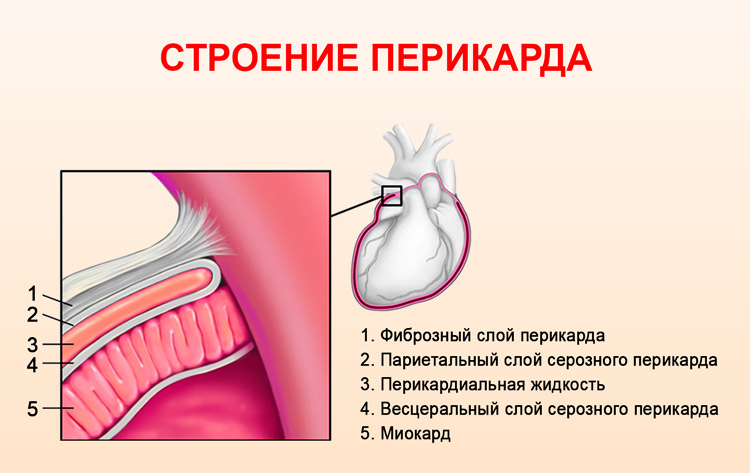 СТРОЕНИЕ ПЕРИКАРДА
1
2
3
4
5
1. Фиброзный слой перикарда
2. Париетальный слой серозного перикарда
3. Перикардиальная жидкость
4. Весцеральный слой серозного перикарда
5. Миокард